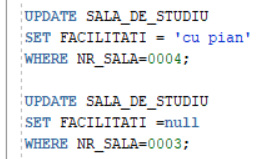 UPDATE SALA_DE_STUDIU
SET FACILITATI = 'cu pian'
WHERE NR_SALA=0004;
UPDATE SALA_DE_STUDIU
SET FACILITATI =null
WHERE NR_SALA=0003;